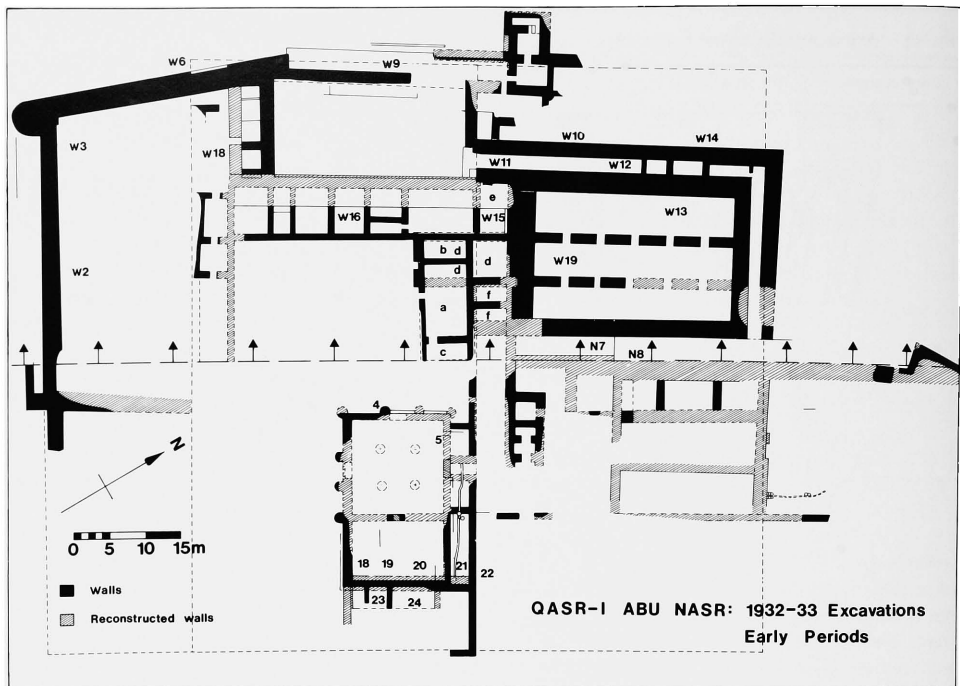 W6
W9
W3
W18
W10
W14
W11
W12
e
W16
W15
W13
b
d
d
d
W2
W19
f
a
f
c
N7
N8
4
5
N
0 5 10 15m
18 19 20 21 22
23 24
Walls
Reconstructed walls
QASR-I ABU NASR: 1932-33 Excavations
Early Periods